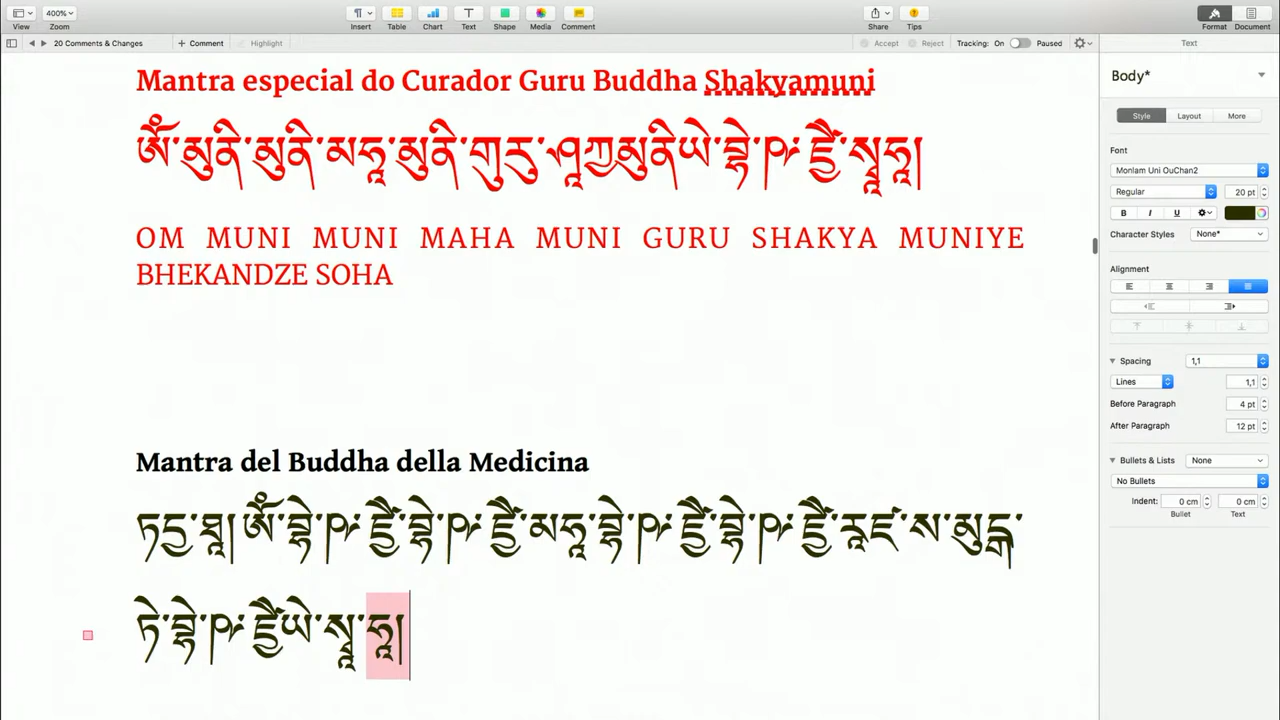 400%
View
Zoom
Insert
Table
Chart
Text
Shape
Media
Comment
Share
Tips
Format
Document
20 Comments & Changes
+ Comment
Highlight
Accept
Reject
Tracking: On
Paused
Text
Mantra especial do Curador Guru Buddha Shakyamuni
ཨོཾ་མུནི་མུནི་མཧཱ་མུནི་གུརུ་ཤཱཀྱམུནིཡེ་
OM MUNI MUNI MAHA MUNI GURU SHAKYA MUNIYE
BHEKANDZE SOHA
Mantra del Buddha della Medicina
Body*
Style
Layout
More
Font
Monlam Uni OuChan2
Regular
20 pt
B I U
Character Styles
None*
Alignment
Spacing
1,1
Lines
1,1
Before Paragraph
4 pt
After Paragraph
12 pt
Bullets & Lists
None
No Bullets
Indent:
0 cm
0 cm
Bullet
Text